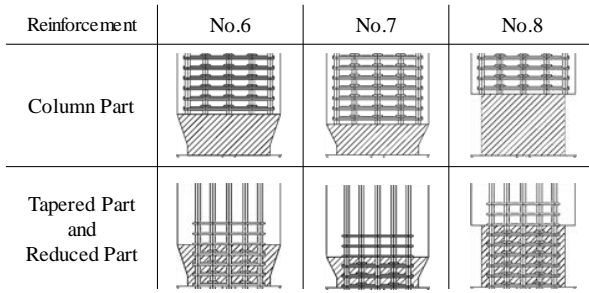 Reinforcement No.6 No.7 No.8
Column Part
Tapered Part
and
Reduced Part